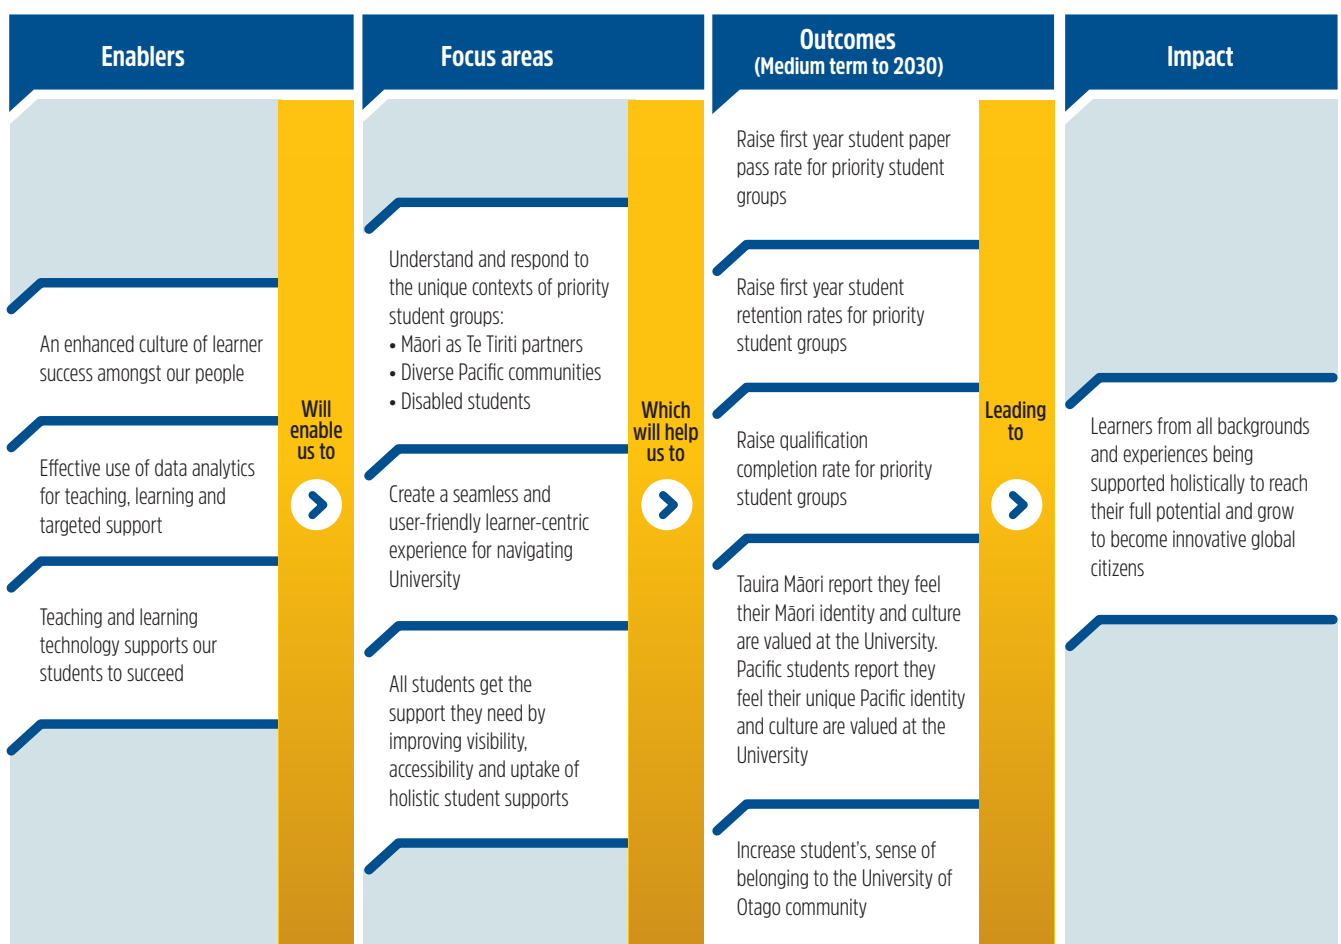 Enablers
An enhanced culture of learner
success amongst our people
Effective use of data analytics
for teaching, learning and
targeted support
Teaching and learning
technology supports our
students to succeed
Will
enable
us to
Focus areas
Understand and respond to
the unique contexts of priority
student groups:
• Māori as Te Tiriti partners
• Diverse Pacific communities
• Disabled students
Create a seamless and
user-friendly learner-centric
experience for navigating
University
All students get the
support they need by
improving visibility,
accessibility and uptake of
holistic student supports
Which
will help
us to
Outcomes
(Medium term to 2030)
Raise first year student paper
pass rate for priority student
groups
Raise first year student
retention rates for priority
student groups
Raise qualification
completion rate for priority
student groups
Tauira Māori report they feel
their Māori identity and culture
are valued at the University.
Pacific students report they
feel their unique Pacific identity
and culture are valued at the
University
Increase student's, sense of
belonging to the University of
Otago community
Leading
to
Impact
Learners from all backgrounds
and experiences being
supported holistically to reach
their full potential and grow
to become innovative global
citizens